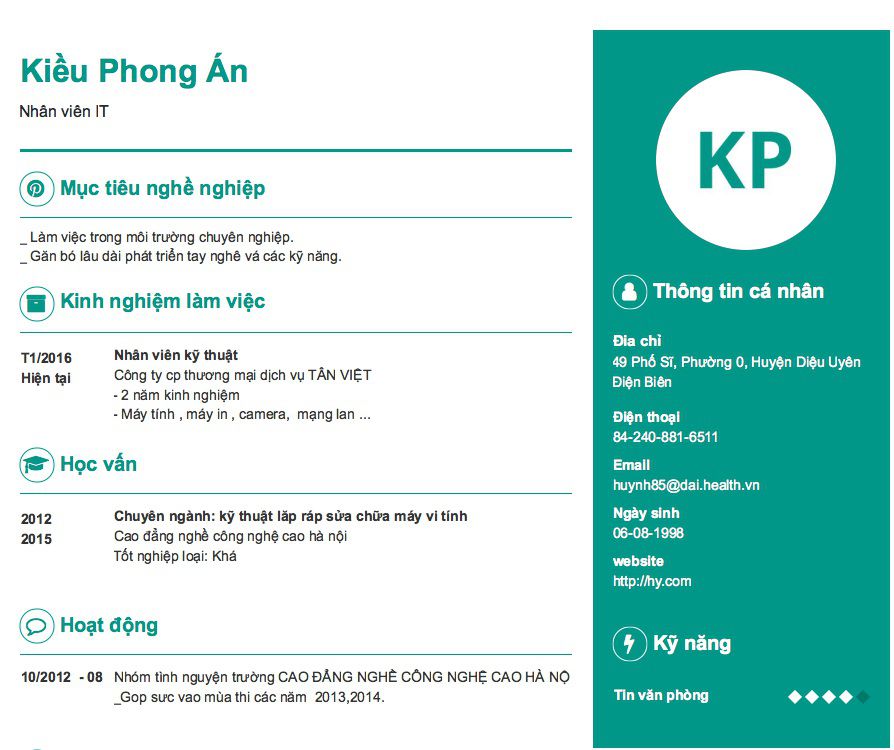 Kiều Phong Án
Nhân viên IT
Mục tiêu nghề nghiệp
_ Làm việc trong môi trường chuyên nghiệp.
_ Găn bó lâu dài phát triển tay nghê vá các kỹ năng.
Kinh nghiệm làm việc
T1/2016
Hiện tại
Nhân viên kỹ thuật
Công ty cp thương mại dịch vụ TÂN VIỆT
- 2 năm kinh nghiệm
- Máy tính , máy in , camera, mạng lan ...
Học vấn
2012
2015
Chuyên ngành: kỹ thuật lăp ráp sửa chữa máy vi tính
Cao đẳng nghề công nghệ cao hà nội
Tốt nghiệp loại: Khá
Hoạt động
10/2012 - 08
Nhóm tình nguyện trường CAO ĐẲNG NGHỀ CÔNG NGHỆ CAO HÀ NỘ
_Gop sưc vao mùa thi các năm 2013,2014.
KP
Thông tin cá nhân
Đia chỉ
49 Phố Sĩ, Phường 0, Huyện Diệu Uyên
Điện Biên
Điện thoại
84-240-881-6511
Email
huynh85@dai.health.vn
Ngày sinh
06-08-1998
website
http://hy.com
Kỹ năng
Tin văn phòng